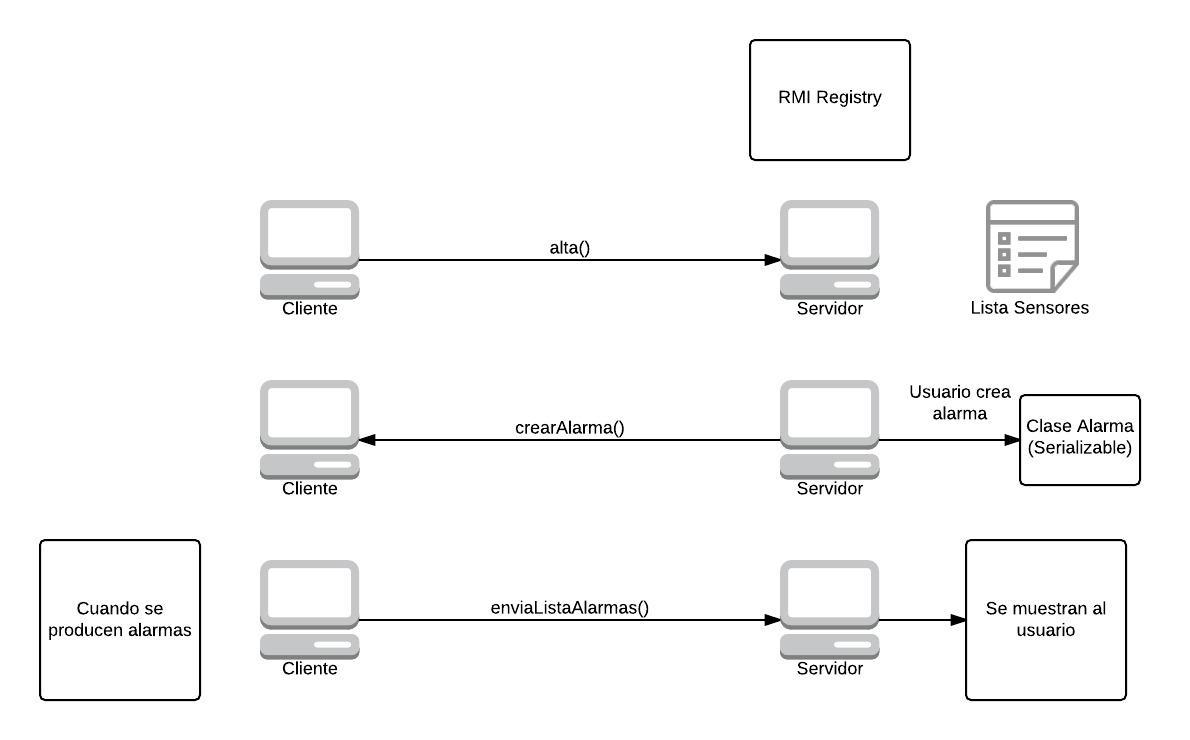 RMI Registry
alta()
Cliente
Servidor
Lista Sensores
Usuario crea
alarma
crearAlarma()
Clase Alarma
(Serializable)
Cliente
Servidor
Cuando se
producen alarmas
enviaListaAlarmas()
Se muestran al
usuario
Cliente
Servidor